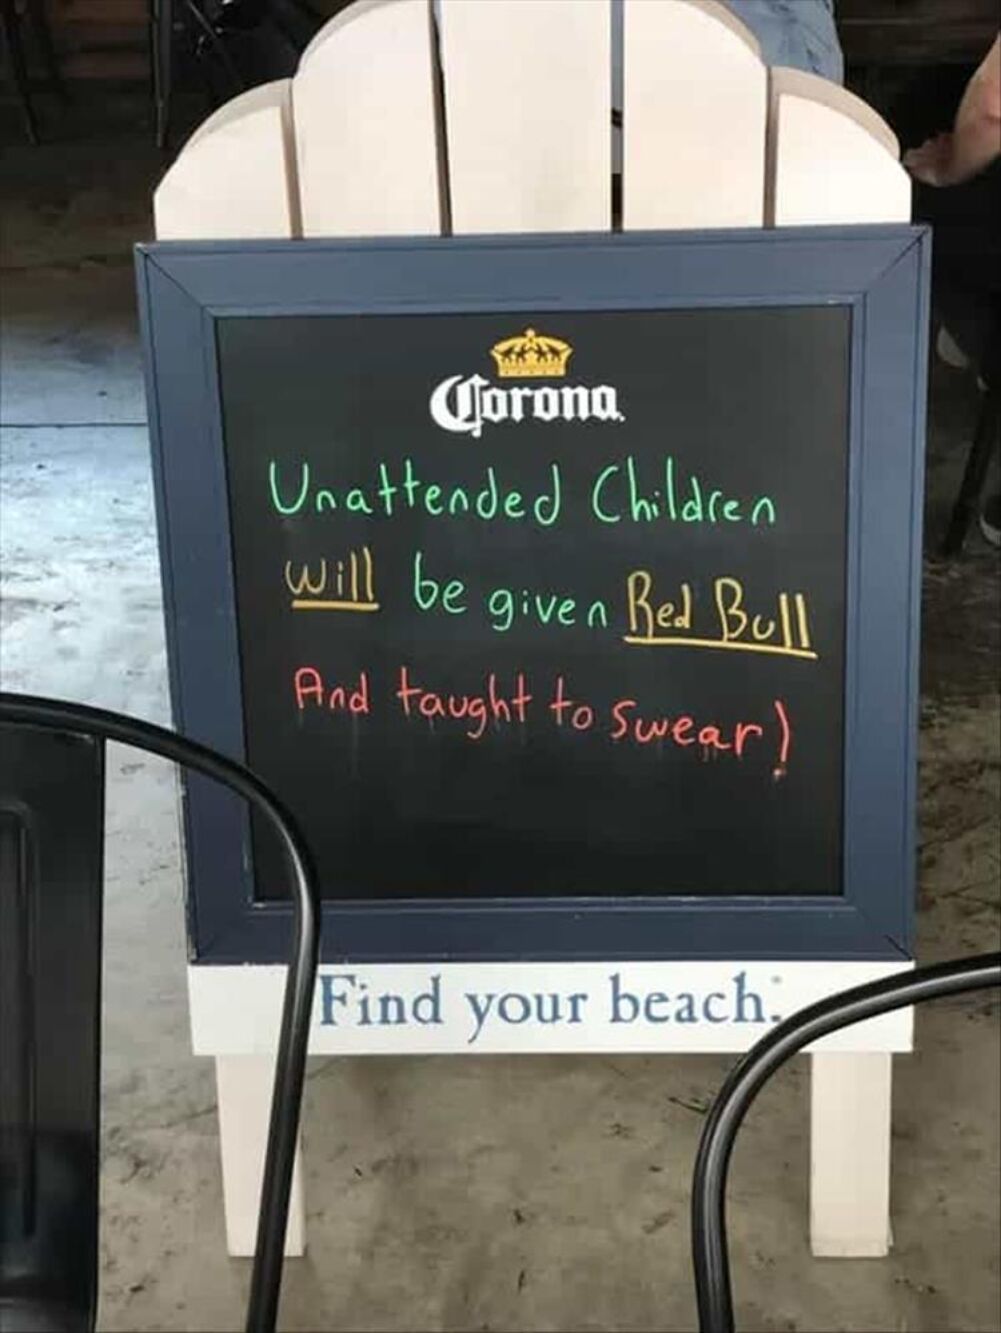 Corona
Unattended Children
Will be given Red Bull
And taught to swear!
Find your beach.